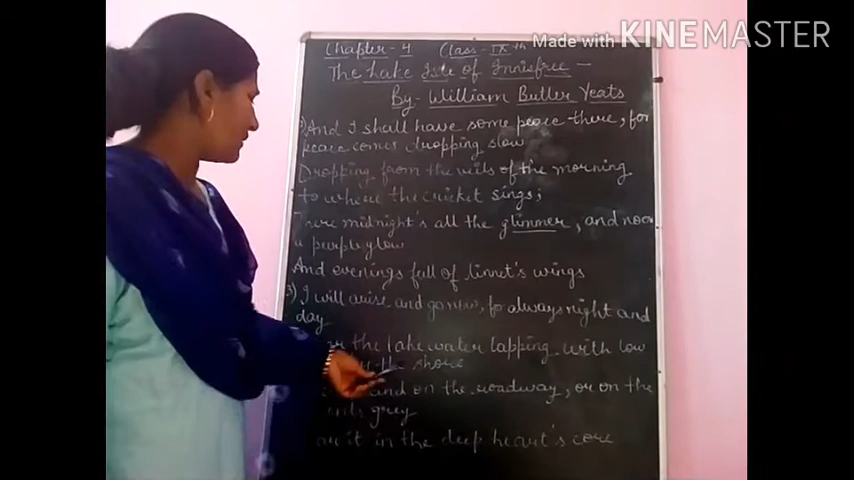 Made with KINEMASTER
Chapter-4 Class-IXth
The Lake Isle of Innisfree -
By- William Butler Yeats
And I shall have some peace there, for
peace comes dropping slow
Dropping from the veils of the morning
to where the cricket sings;
There midnight's all the glimmer, and noon
a purple glow
And evenings full of linnet's wings
3) I will arise and go now, for always night and
day
the lake water lapping with low
the shore
and on the roadway, or on the
grey
it in the deep heart's core